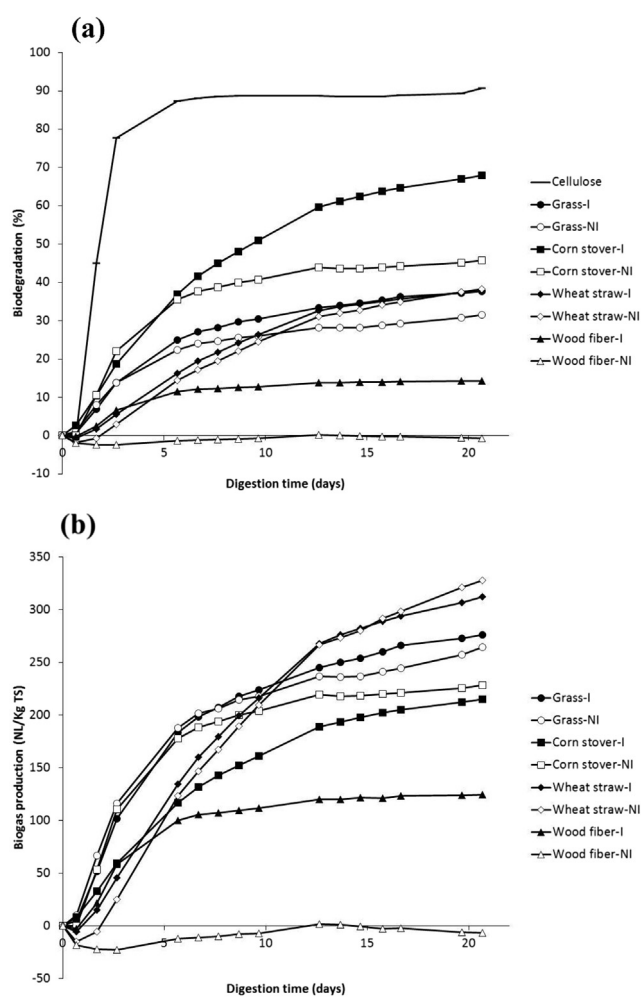 (a)
100
90
80
70
60
50
40
30
20
10
0
-10
Biodegradation (%)
0 5 10 15 20
Digestion time (days)
Cellulose
Grass-I
Grass-NI
Corn stover-I
Corn stover-NI
Wheat straw-I
Wheat straw-NI
Wood fiber-I
Wood fiber-NI
(b)
350
300
250
200
150
100
50
0
-50
Biogas production (NL/Kg TS)
0 5 10 15 20
Digestion time (days)
Grass-I
Grass-NI
Corn stover-I
Corn stover-NI
Wheat straw-I
Wheat straw-NI
Wood fiber-I
Wood fiber-NI